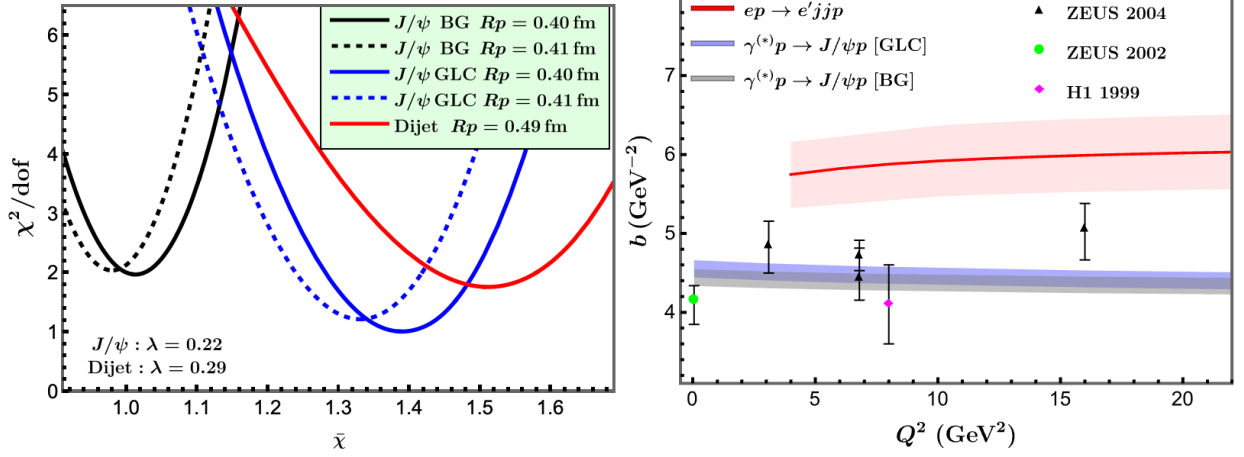 J/ψ BG Rp = 0.40 fm
J/ψ BG Rp = 0.41 fm
J/ψ GLC Rp = 0.40 fm
J/ψ GLC Rp = 0.41 fm
Dijet Rp = 0.49 fm
6
5
4
3
2
1
0
χ²/dof
J/ψ : λ = 0.22
Dijet : λ = 0.29
1.0 1.1 1.2 1.3 1.4 1.5 1.6
χ̄
ep → e′jjp
γ(*)p → J/ψp [GLC]
γ(*)p → J/ψp [BG]
ZEUS 2004
ZEUS 2002
H1 1999
7
6
5
4
b (GeV⁻²)
0 5 10 15 20
Q² (GeV²)